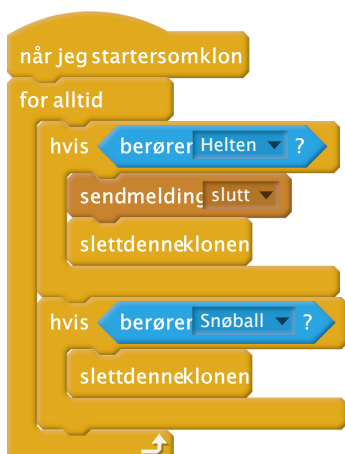 når jeg startersomklon
for alltid
hvis berører Helten ?
sendmelding slutt
slettdenneklonen
hvis berører Snøball ?
slettdenneklonen